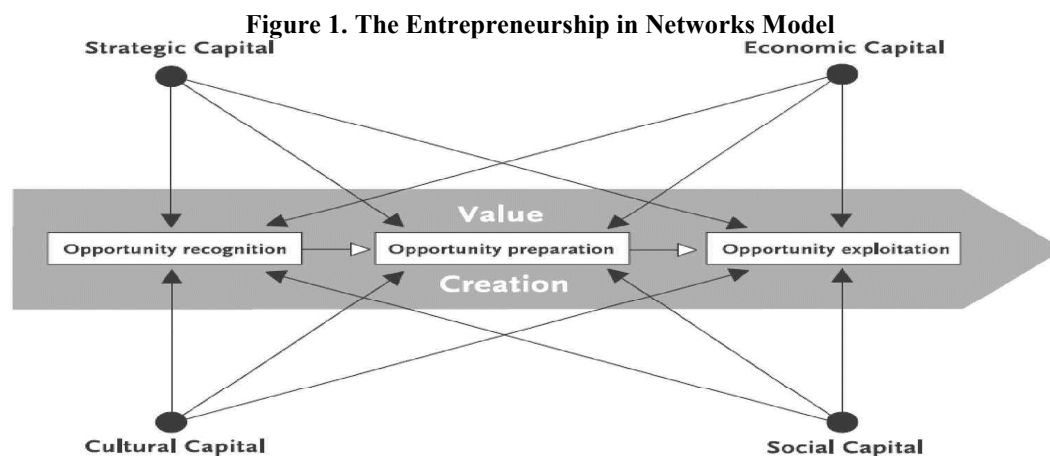 Figure 1. The Entrepreneurship in Networks Model
Strategic Capital
Economic Capital
Value
Opportunity recognition
Opportunity preparation
Opportunity exploitation
Creation
Cultural Capital
Social Capital